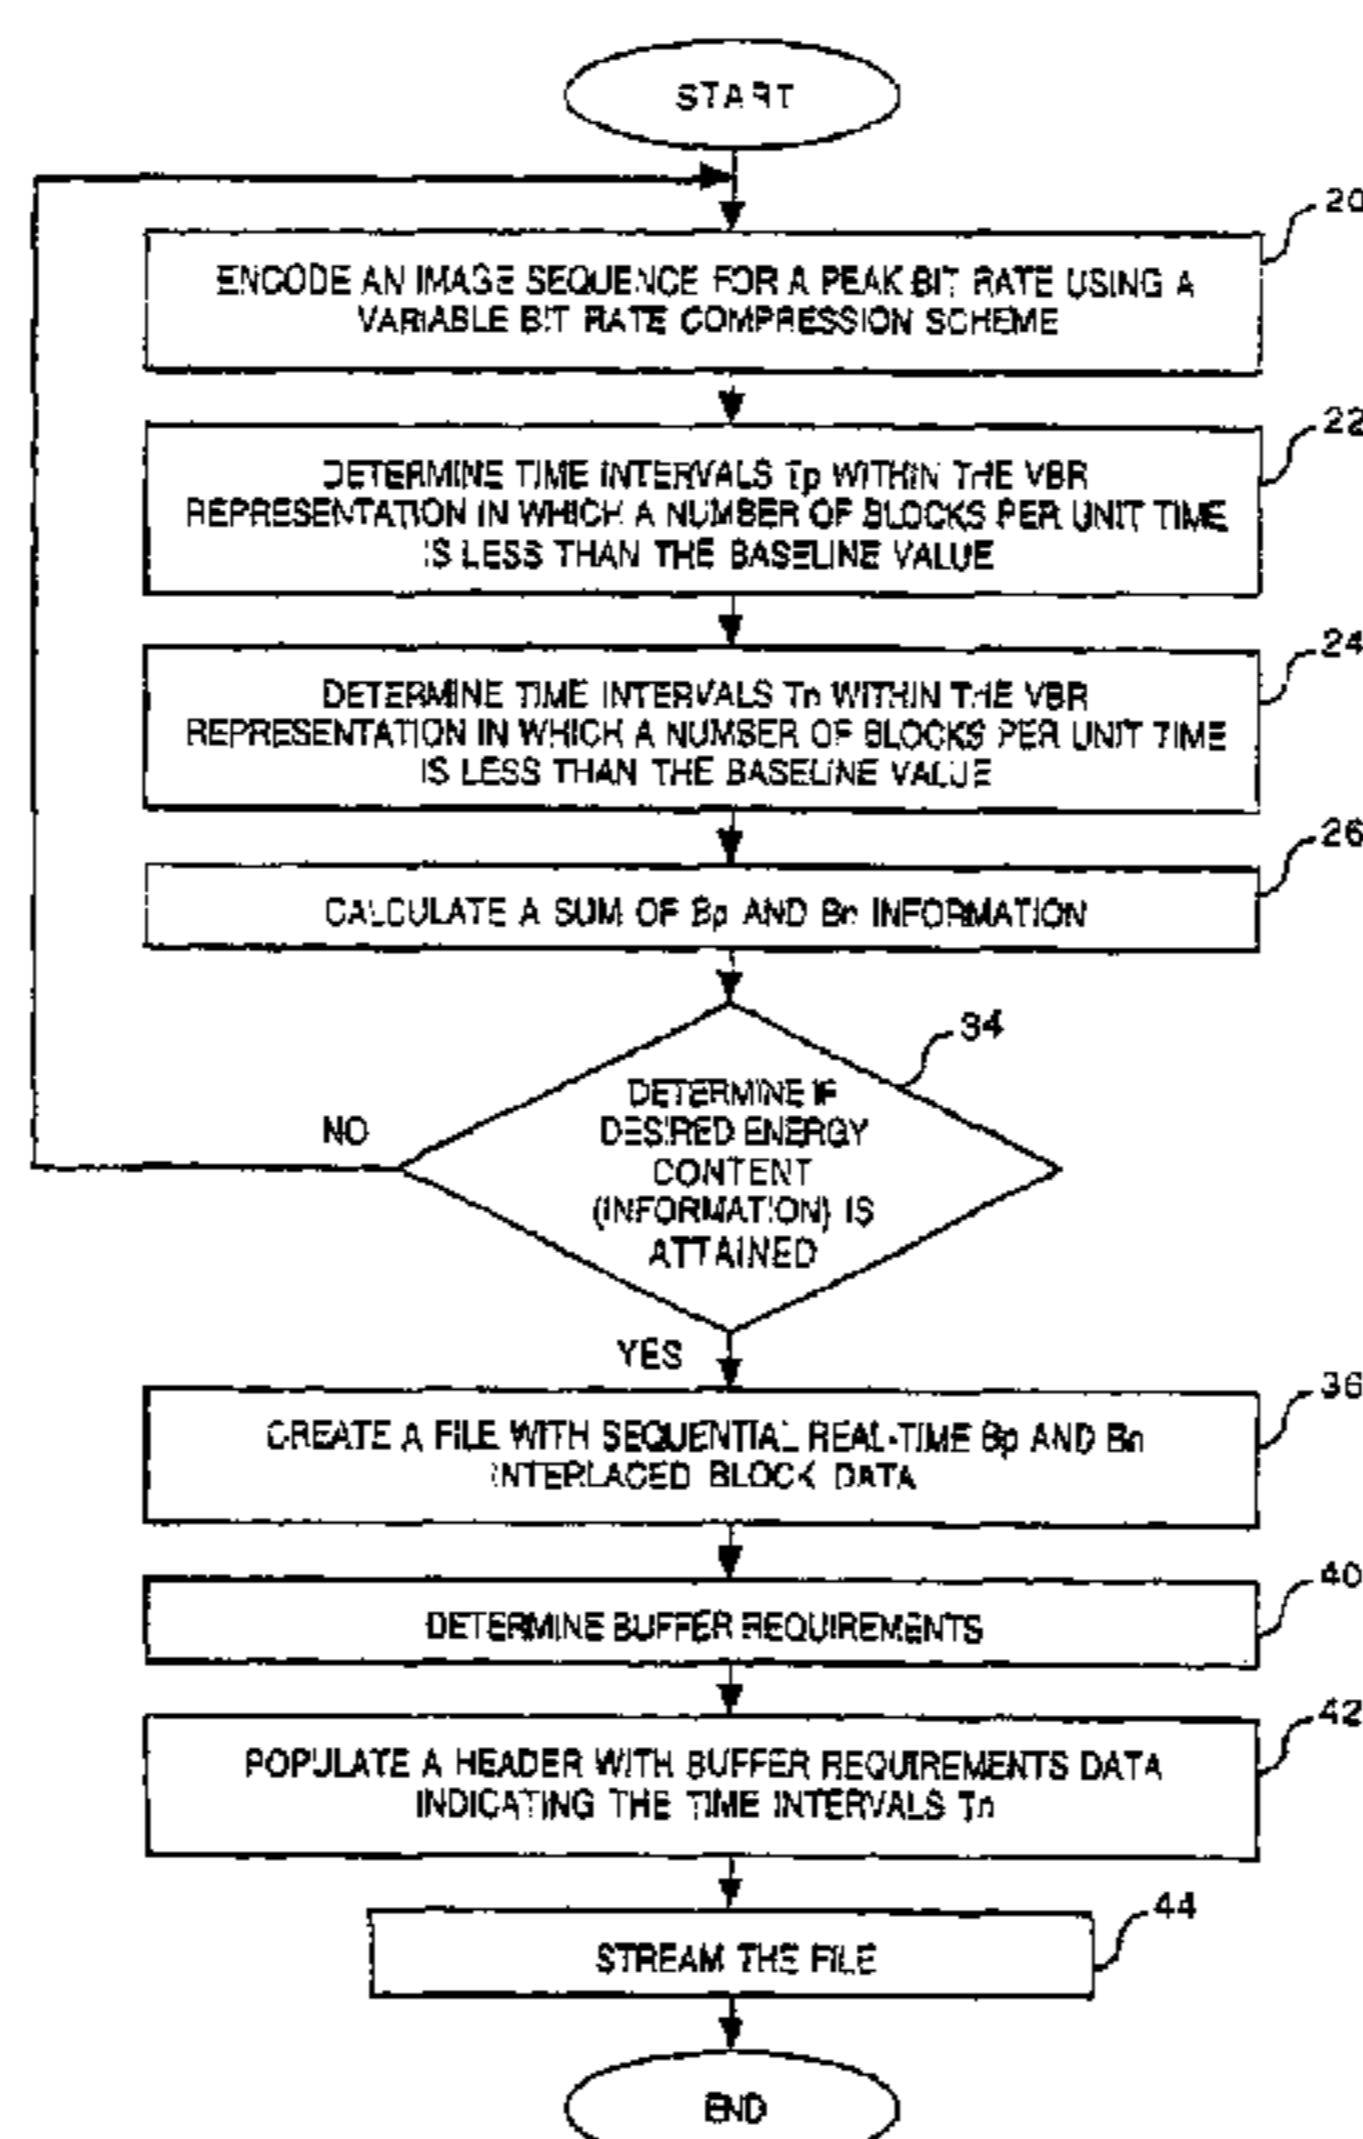 START
20
ENCODE AN IMAGE SEQUENCE FOR A PEAK BIT RATE USING A
VARIABLE BIT RATE COMPRESSION SCHEME
22
DETERMINE TIME INTERVALS Tp WITHIN THE VBR
REPRESENTATION IN WHICH A NUMBER OF BLOCKS PER UNIT TIME
IS LESS THAN THE BASELINE VALUE
24
DETERMINE TIME INTERVALS Tn WITHIN THE VBR
REPRESENTATION IN WHICH A NUMBER OF BLOCKS PER UNIT TIME
IS LESS THAN THE BASELINE VALUE
26
CALCULATE A SUM OF Bp AND Bn INFORMATION
34
DETERMINE IF
DESIRED ENERGY
CONTENT
(INFORMATION) IS
ATTAINED
NO
YES
36
CREATE A FILE WITH SEQUENTIAL REAL-TIME Bp AND Bn
INTERLACED BLOCK DATA
40
DETERMINE BUFFER REQUIREMENTS
42
POPULATE A HEADER WITH BUFFER REQUIREMENTS DATA
INDICATING THE TIME INTERVALS Tn
44
STREAM THE FILE
END